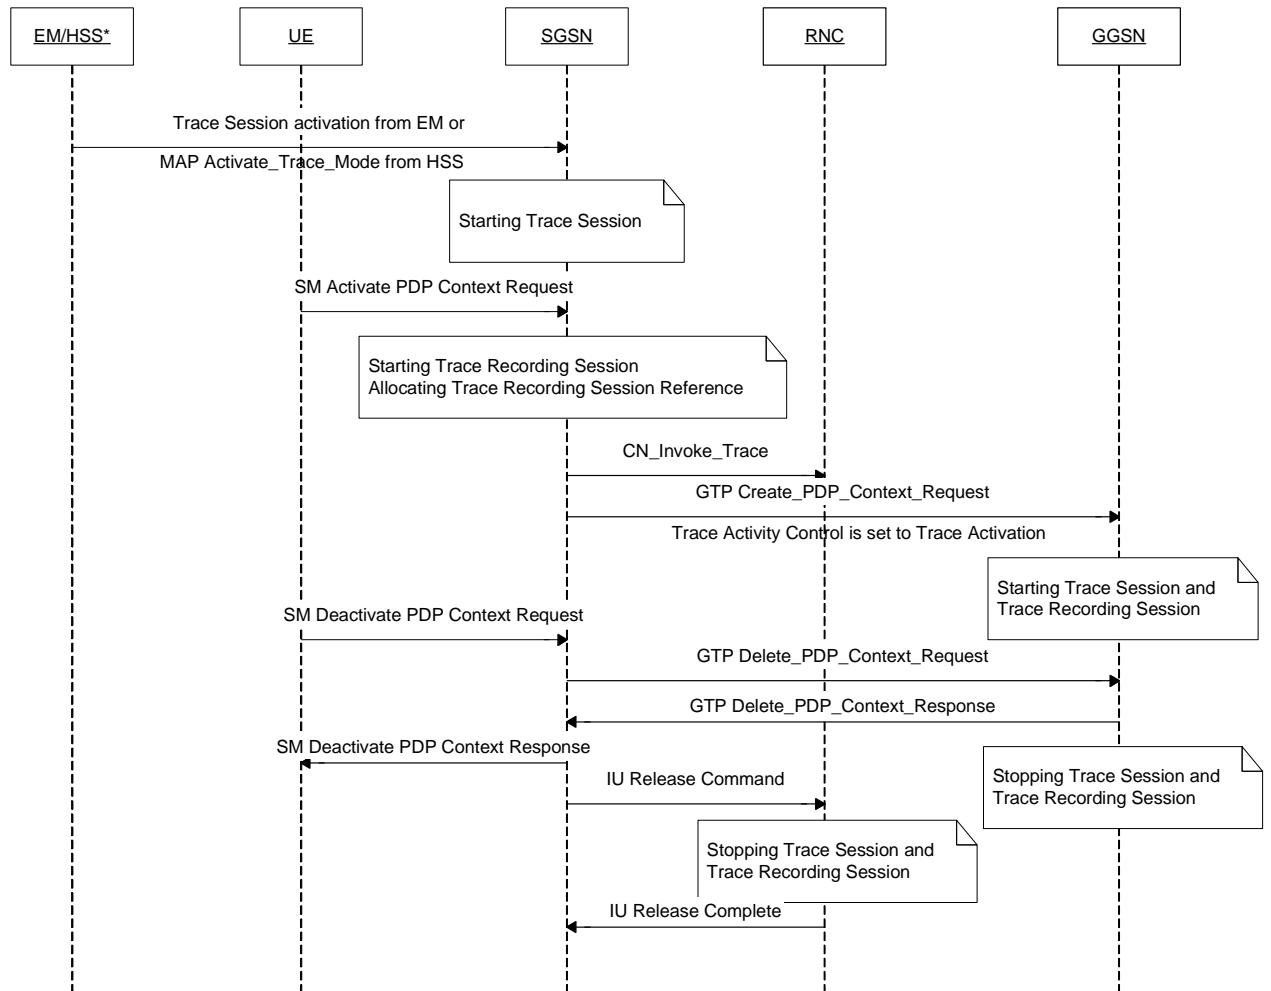 EM/HSS*
UE
SGSN
RNC
GGSN
Trace Session activation from EM or
MAP Activate_Trace_Mode from HSS
Starting Trace Session
SM Activate PDP Context Request
Starting Trace Recording Session
Allocating Trace Recording Session Reference
CN_Invoke_Trace
GTP Create_PDP_Context_Request
Trace Activity Control is set to Trace Activation
Starting Trace Session and
Trace Recording Session
SM Deactivate PDP Context Request
GTP Delete_PDP_Context_Request
GTP Delete_PDP_Context_Response
SM Deactivate PDP Context Response
Stopping Trace Session and
Trace Recording Session
IU Release Command
Stopping Trace Session and
Trace Recording Session
IU Release Complete